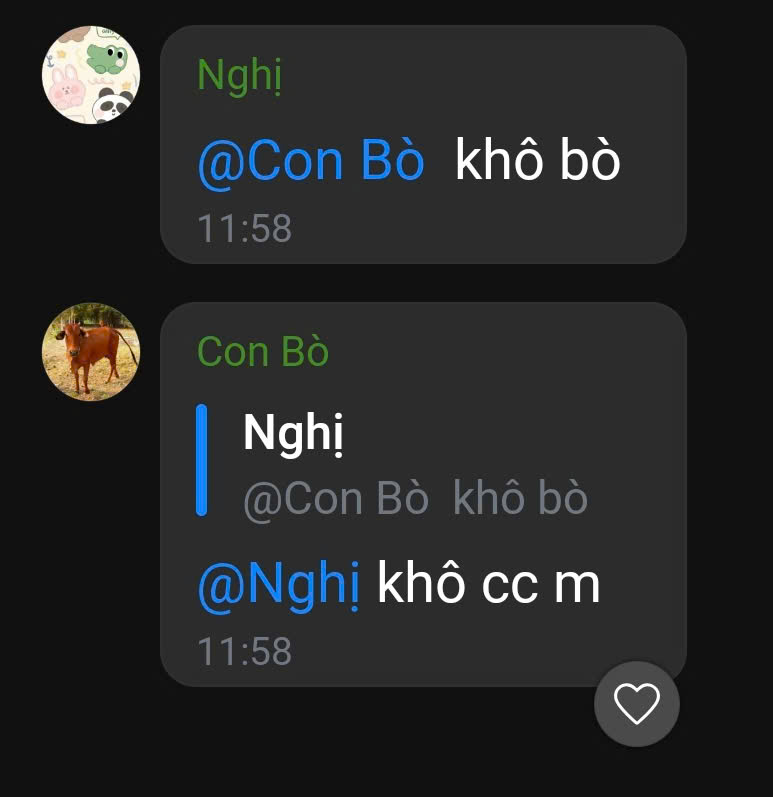 Nghị
@Con Bò khô bò
11:58
Con Bò
Nghị
@Con Bò khô bò
@Nghị khô cc m
11:58